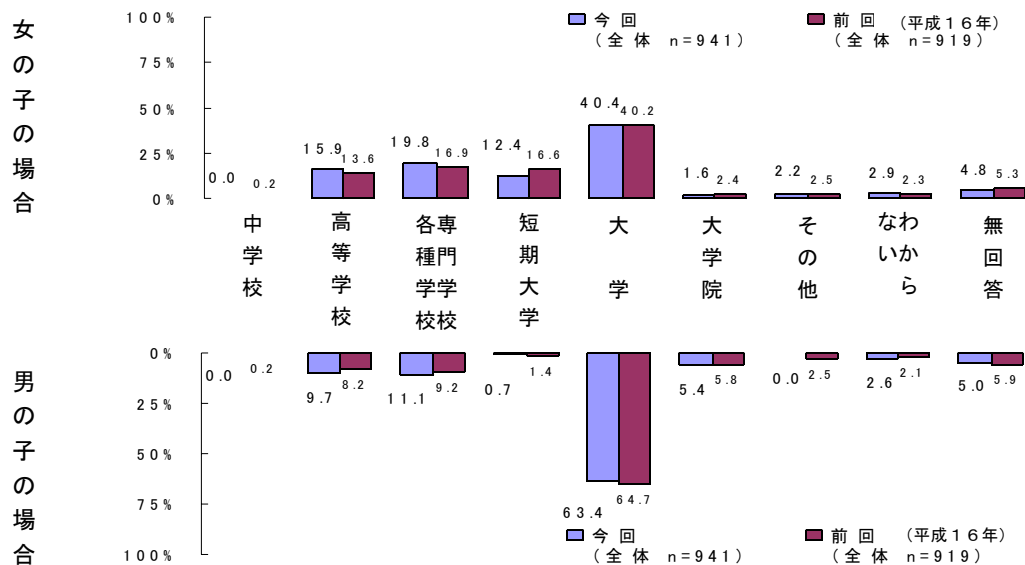 女の子の場合
100%
75%
50%
25%
0%
今回
(全体 n=941)
前回 (平成16年)
(全体 n=919)
0.0 0.2
15.9 13.6
19.8 16.9
12.4 16.6
40.4 40.2
1.6 2.4
2.2 2.5
2.9 2.3
4.8 5.3
中学校
高等学校
専門学校
各種学校
短期大学
大学
大学院
その他
わから
ない
無回答
男の子の場合
0%
25%
50%
75%
100%
0.0 0.2
9.7 8.2
11.1 9.2
0.7 1.4
63.4 64.7
5.4 5.8
0.0 2.5
2.6 2.1
5.0 5.9
今回
(全体 n=941)
前回 (平成16年)
(全体 n=919)